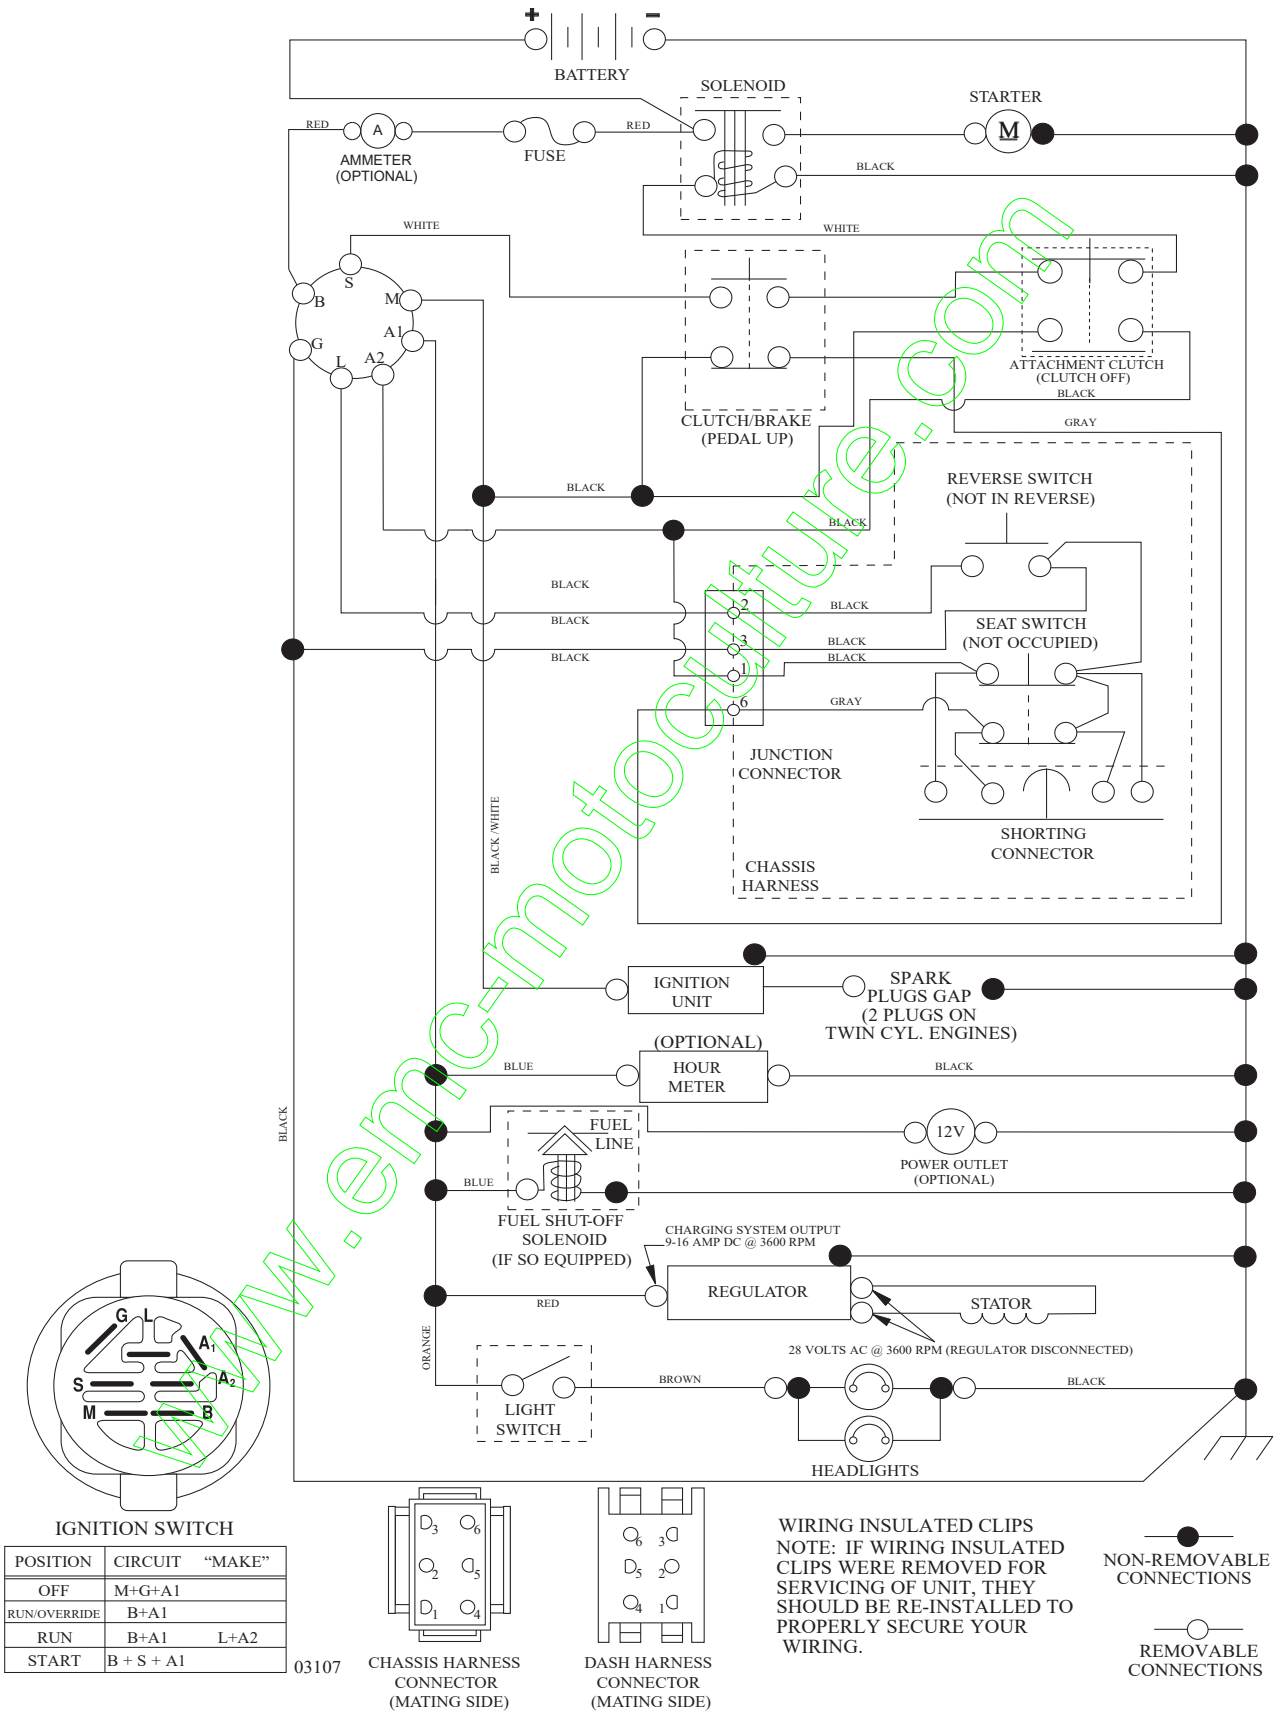 + −
BATTERY
SOLENOID
STARTER
RED
A
RED
M
FUSE
AMMETER
(OPTIONAL)
BLACK
WHITE
WHITE
S
B
M
A1
G
L
A2
ATTACHMENT CLUTCH
(CLUTCH OFF)
BLACK
CLUTCH/BRAKE
(PEDAL UP)
GRAY
REVERSE SWITCH
(NOT IN REVERSE)
BLACK
BLACK
BLACK
2
BLACK
BLACK
SEAT SWITCH
(NOT OCCUPIED)
3
BLACK
BLACK
BLACK
1
6
GRAY
JUNCTION
CONNECTOR
BLACK /WHITE
SHORTING
CONNECTOR
CHASSIS
HARNESS
IGNITION
UNIT
SPARK
PLUGS GAP
(2 PLUGS ON
TWIN CYL. ENGINES)
(OPTIONAL)
HOUR
METER
BLUE
BLACK
BLACK
FUEL
LINE
12V
POWER OUTLET
(OPTIONAL)
BLUE
FUEL SHUT-OFF
SOLENOID
(IF SO EQUIPPED)
CHARGING SYSTEM OUTPUT
9-16 AMP DC @ 3600 RPM
REGULATOR
STATOR
RED
28 VOLTS AC @ 3600 RPM (REGULATOR DISCONNECTED)
ORANGE
BROWN
BLACK
LIGHT
SWITCH
HEADLIGHTS
G L
A1
S
A2
M
B
IGNITION SWITCH
POSITION CIRCUIT “MAKE”
OFF M+G+A1
RUN/OVERRIDE B+A1
RUN B+A1 L+A2
START B + S + A1
03107
3 6
2 5
1 4
CHASSIS HARNESS
CONNECTOR
(MATING SIDE)
6 3
5 2
4 1
DASH HARNESS
CONNECTOR
(MATING SIDE)
WIRING INSULATED CLIPS
NOTE: IF WIRING INSULATED
CLIPS WERE REMOVED FOR
SERVICING OF UNIT, THEY
SHOULD BE RE-INSTALLED TO
PROPERLY SECURE YOUR
WIRING.
NON-REMOVABLE
CONNECTIONS
REMOVABLE
CONNECTIONS
www.emc-motoculture.com